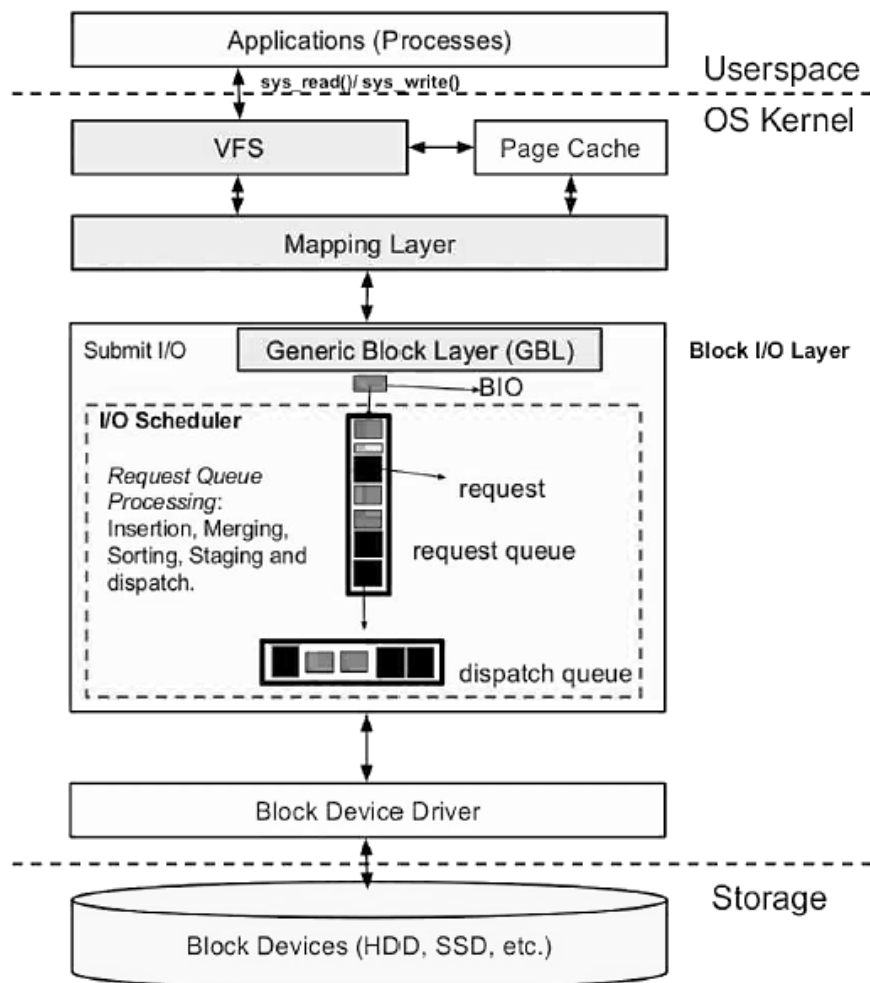 Applications (Processes)
Userspace
sys_read()/ sys_write()
OS Kernel
VFS
Page Cache
Mapping Layer
Submit I/O
Generic Block Layer (GBL)
Block I/O Layer
BIO
I/O Scheduler
Request Queue
Processing:
Insertion, Merging,
Sorting, Staging and
dispatch.
request
request queue
dispatch queue
Block Device Driver
Storage
Block Devices (HDD, SSD, etc.)